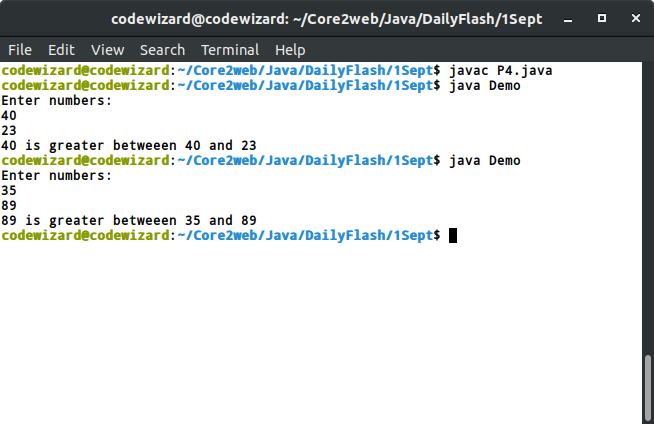 codewizard@codewizard: ~/Core2web/Java/DailyFlash/1Sept
File Edit View Search Terminal Help
codewizard@codewizard:~/Core2web/Java/DailyFlash/1Sept$ javac P4.java
codewizard@codewizard:~/Core2web/Java/DailyFlash/1Sept$ java Demo
Enter numbers:
40
23
40 is greater betweeen 40 and 23
codewizard@codewizard:~/Core2web/Java/DailyFlash/1Sept$ java Demo
Enter numbers:
35
89
89 is greater betweeen 35 and 89
codewizard@codewizard:~/Core2web/Java/DailyFlash/1Sept$